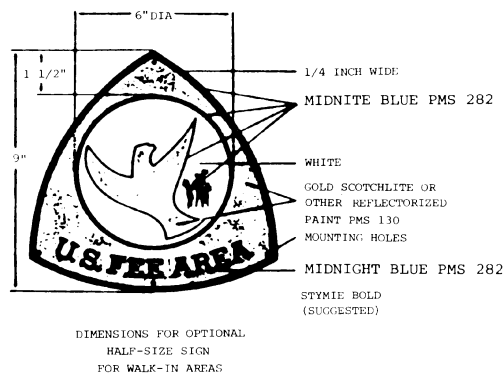 6"DIA
1 1/2"
1/4 INCH WIDE
MIDNITE BLUE PMS 282
9"
WHITE
GOLD SCOTCHLITE OR
OTHER REFLECTORIZED
PAINT PMS 130
MOUNTING HOLES
U.S. FEE AREA
MIDNIGHT BLUE PMS 282
STYMIE BOLD
(SUGGESTED)
DIMENSIONS FOR OPTIONAL
HALF-SIZE SIGN
FOR WALK-IN AREAS